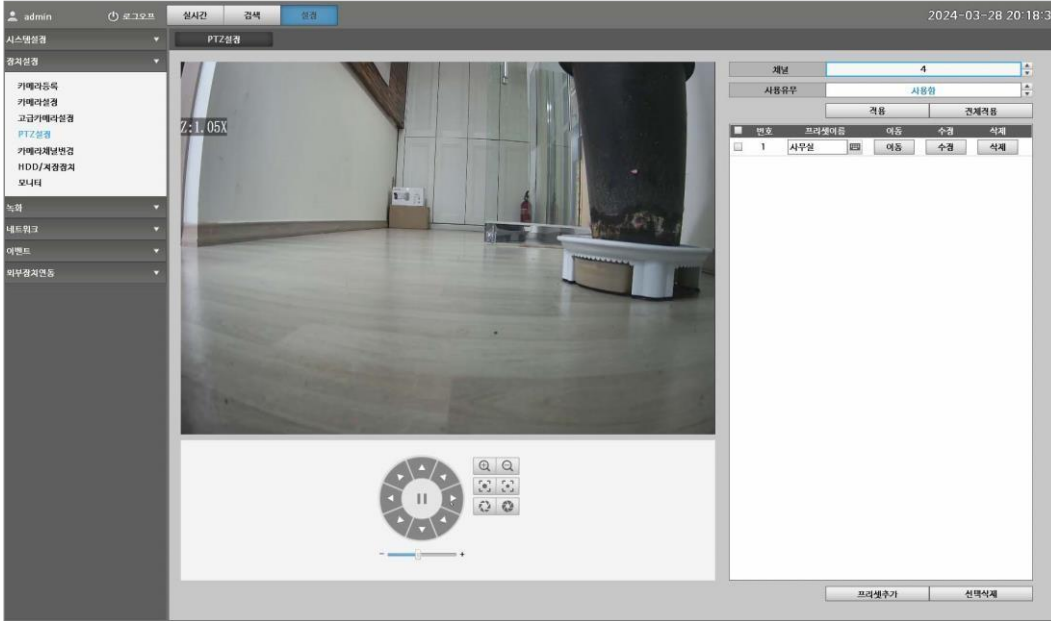 admin 로그오프 실시간 검색 설정 2024-03-28 20:18:3
시스템설정
PTZ설정
장치설정
카메라등록
카메라설정
고급카메라설정
PTZ설정
카메라채널변경
HDD/저장장치
모니터
녹화
네트워크
이벤트
외부장치연동
Z:1.05X
채널 4
사용유무 사용함
적용 전체적용
번호 프리셋이름 이동 수정 삭제
1 사무실 이동 수정 삭제
- +
프리셋추가 선택삭제